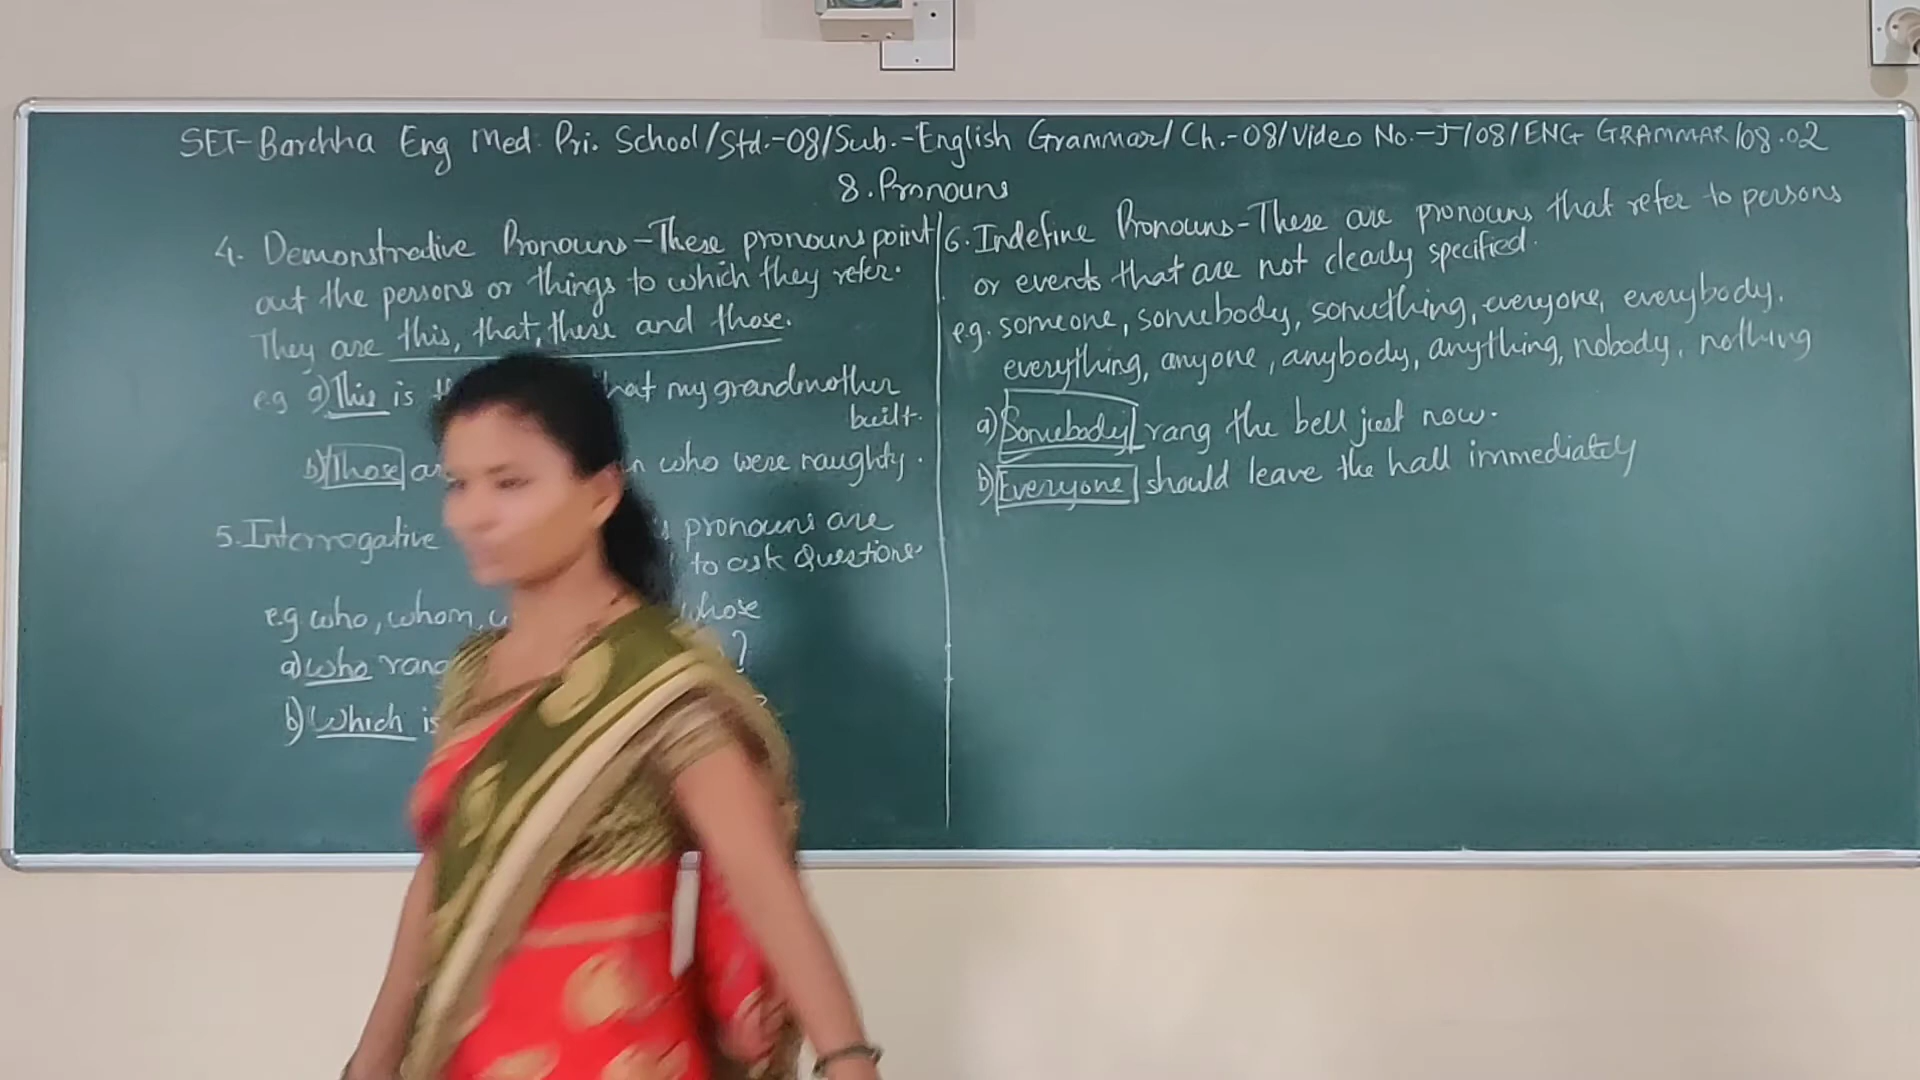 SET-Barchha Eng Med. Pri. School/Std.-08/Sub.-English Grammar/Ch.-08/Video No.-J/08/ENG GRAMMAR/08.02
8.Pronouns
4. Demonstrative Pronouns-These pronouns point
out the persons or things to which they refer.
They are this, that, these and those.
e.g a) This is that my grandmother
built.
b) Those who were naughty.
5.Interrogative pronouns are
to ask Questions.
e.g who, whom, whose
a) who rang ?
b) Which is ?
6.Indefine Pronouns-These are pronouns that refer to persons
or events that are not clearly specified.
e.g. someone, somebody, something, everyone, everybody,
everything, anyone, anybody, anything, nobody, nothing
a) Somebody rang the bell just now.
b) Everyone should leave the hall immediately